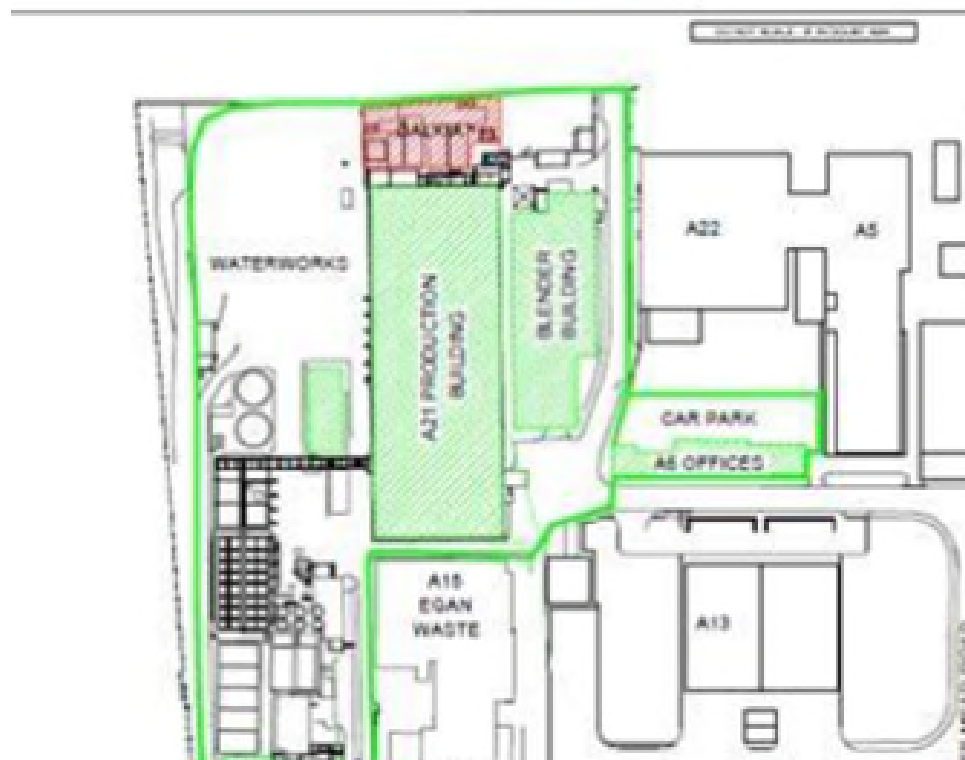 WATERWORKS
A21 PRODUCTION
BUILDING
BLENDER
BUILDING
A22
A5
CAR PARK
A6 OFFICES
A15
EGAN
WASTE
A13